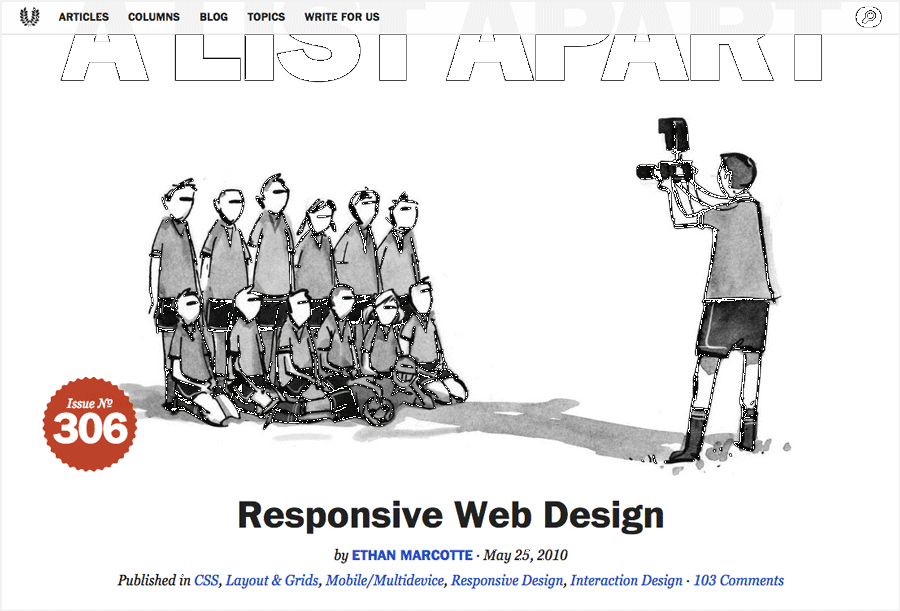 ARTICLES COLUMNS BLOG TOPICS WRITE FOR US
A LIST APART
Issue №
306
Responsive Web Design
by ETHAN MARCOTTE · May 25, 2010
Published in CSS, Layout & Grids, Mobile/Multidevice, Responsive Design, Interaction Design · 103 Comments